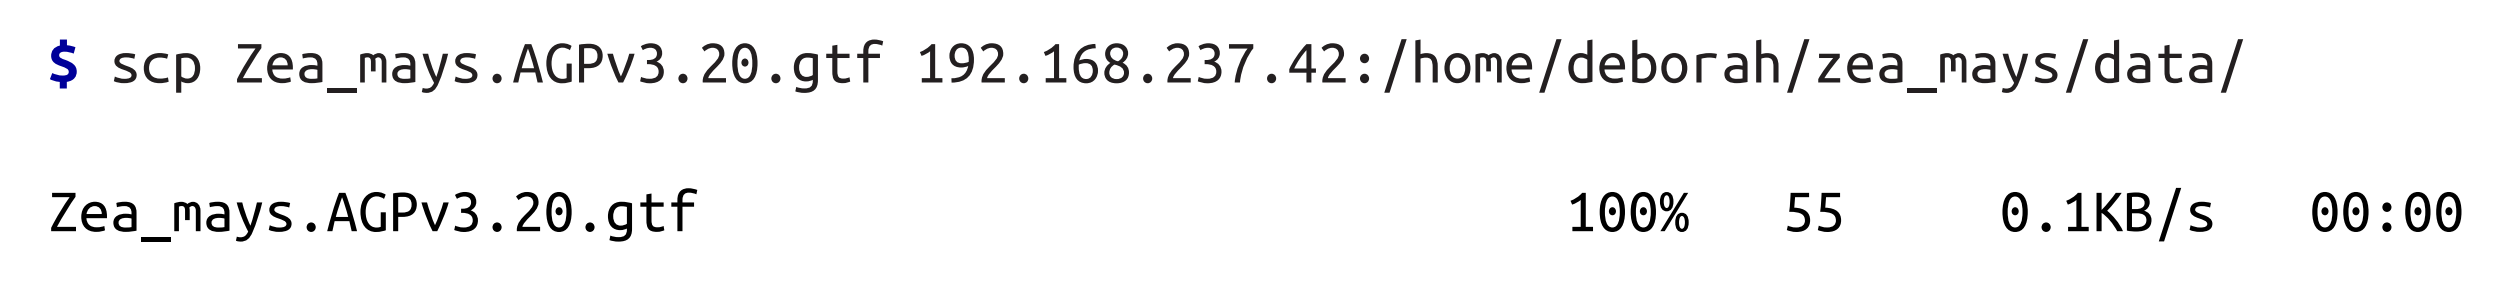 $ scp Zea_mays.AGPv3.20.gtf 192.168.237.42:/home/deborah/zea_mays/data/
Zea_mays.AGPv3.20.gtf 100% 55 0.1KB/s 00:00